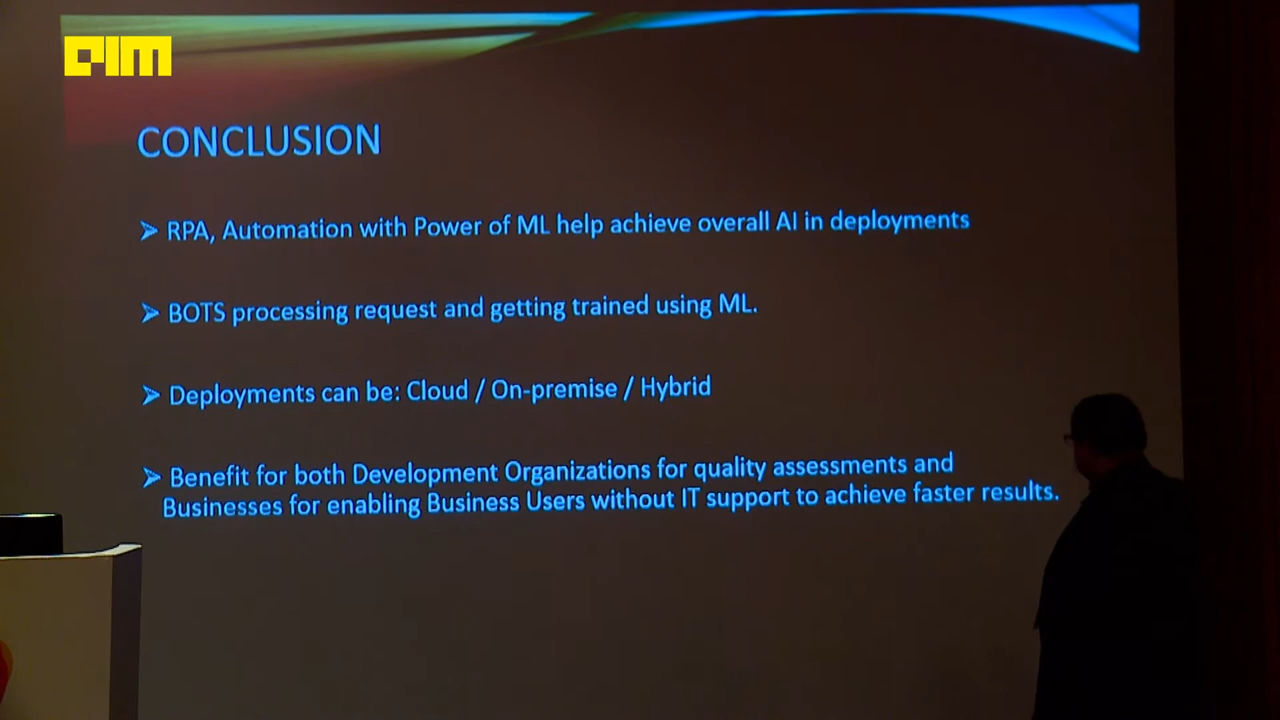 AIM
CONCLUSION
➢ RPA, Automation with Power of ML help achieve overall AI in deployments
➢ BOTS processing request and getting trained using ML.
➢ Deployments can be: Cloud / On-premise / Hybrid
➢ Benefit for both Development Organizations for quality assessments and
Businesses for enabling Business Users without IT support to achieve faster results.